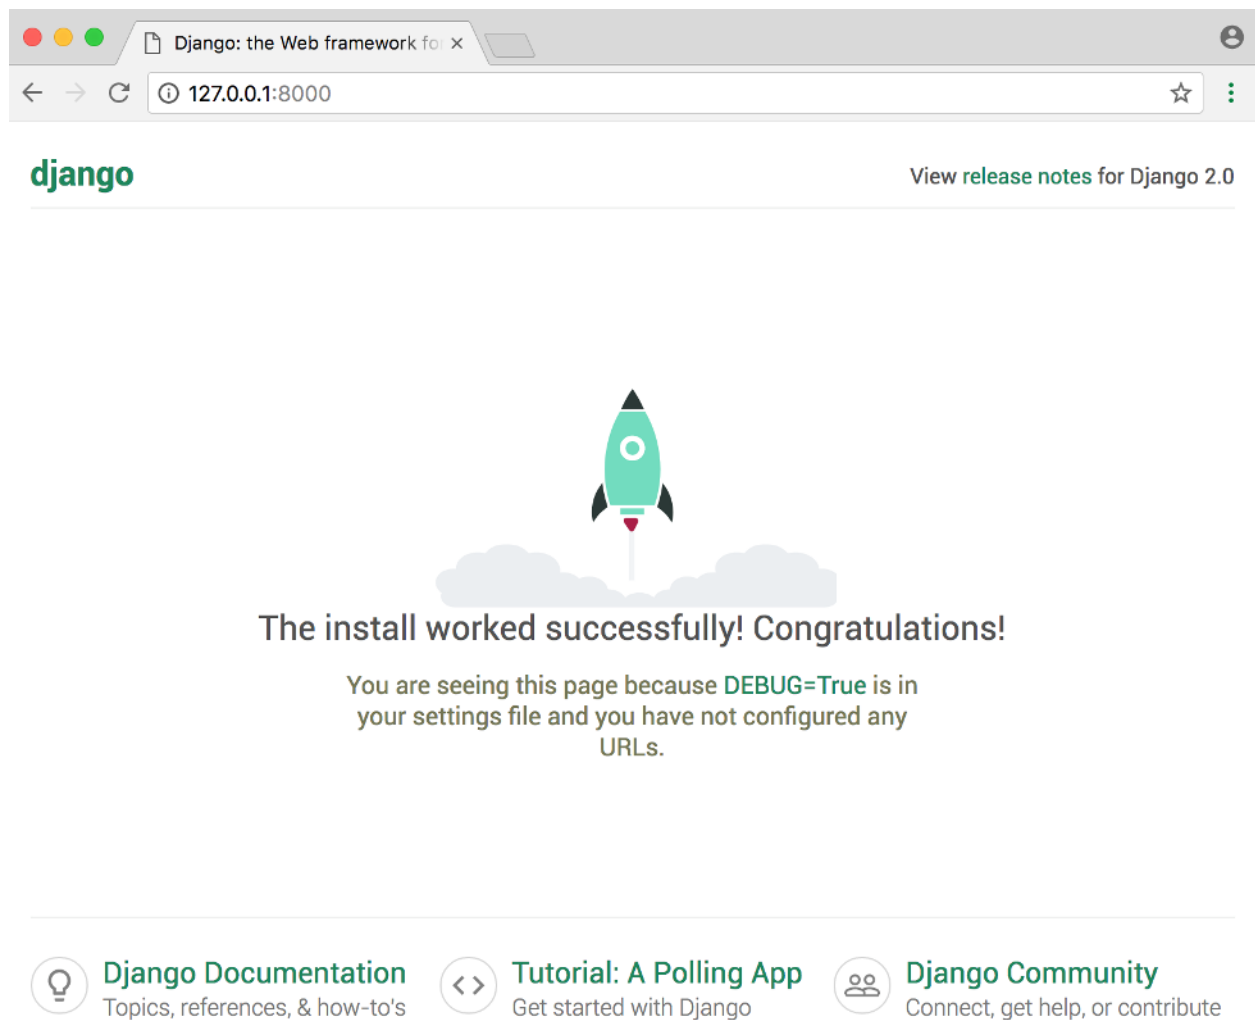 Django: the Web framework fo
127.0.0.1:8000
django
View release notes for Django 2.0
The install worked successfully! Congratulations!
You are seeing this page because DEBUG=True is in
your settings file and you have not configured any
URLs.
Django Documentation
Topics, references, & how-to's
Tutorial: A Polling App
Get started with Django
Django Community
Connect, get help, or contribute